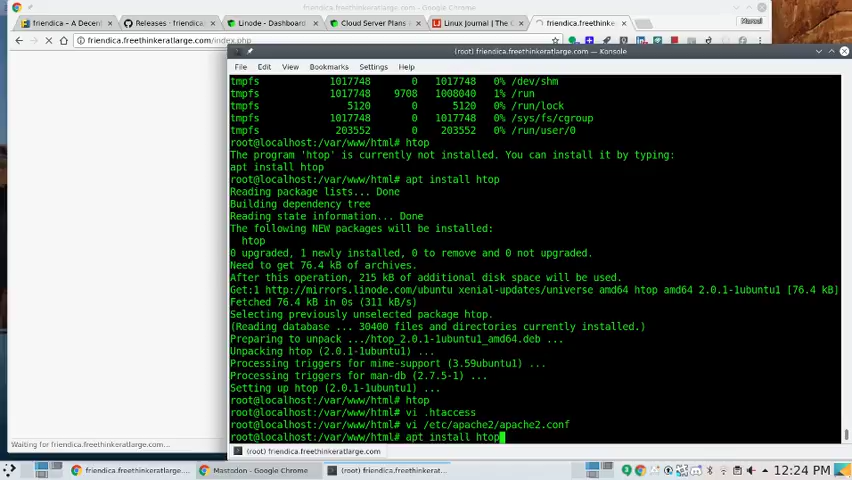 friendica.freethinkeratlarge.com - Google Chrome
friendica – A Decent
Releases · friendica
Linode - Dashboard
Cloud Server Plans
Linux Journal | The C
friendica.freethinke
friendica.freethinkeratlarge.com/index.php
(root) friendica.freethinkeratlarge.com — Konsole
File Edit View Bookmarks Settings Help
tmpfs 1017748 0 1017748 0% /dev/shm
tmpfs 1017748 9708 1008040 1% /run
tmpfs 5120 0 5120 0% /run/lock
tmpfs 1017748 0 1017748 0% /sys/fs/cgroup
tmpfs 203552 0 203552 0% /run/user/0
root@localhost:/var/www/html# htop
The program 'htop' is currently not installed. You can install it by typing:
apt install htop
root@localhost:/var/www/html# apt install htop
Reading package lists... Done
Building dependency tree
Reading state information... Done
The following NEW packages will be installed:
htop
0 upgraded, 1 newly installed, 0 to remove and 0 not upgraded.
Need to get 76.4 kB of archives.
After this operation, 215 kB of additional disk space will be used.
Get:1 http://mirrors.linode.com/ubuntu xenial-updates/universe amd64 htop amd64 2.0.1-1ubuntu1 [76.4 kB]
Fetched 76.4 kB in 0s (311 kB/s)
Selecting previously unselected package htop.
(Reading database ... 30400 files and directories currently installed.)
Preparing to unpack .../htop_2.0.1-1ubuntu1_amd64.deb ...
Unpacking htop (2.0.1-1ubuntu1) ...
Processing triggers for mime-support (3.59ubuntu1) ...
Processing triggers for man-db (2.7.5-1) ...
Setting up htop (2.0.1-1ubuntu1) ...
root@localhost:/var/www/html# htop
root@localhost:/var/www/html# vi .htaccess
root@localhost:/var/www/html# vi /etc/apache2/apache2.conf
root@localhost:/var/www/html# apt install htop
Waiting for friendica.freethinkeratlarge.com...
(root) friendica.freethinkeratlarge.com
friendica.freethinkeratlarge.com...
Mastodon - Google Chrome
(root) friendica.freethinkeratlarge...
12:24 PM